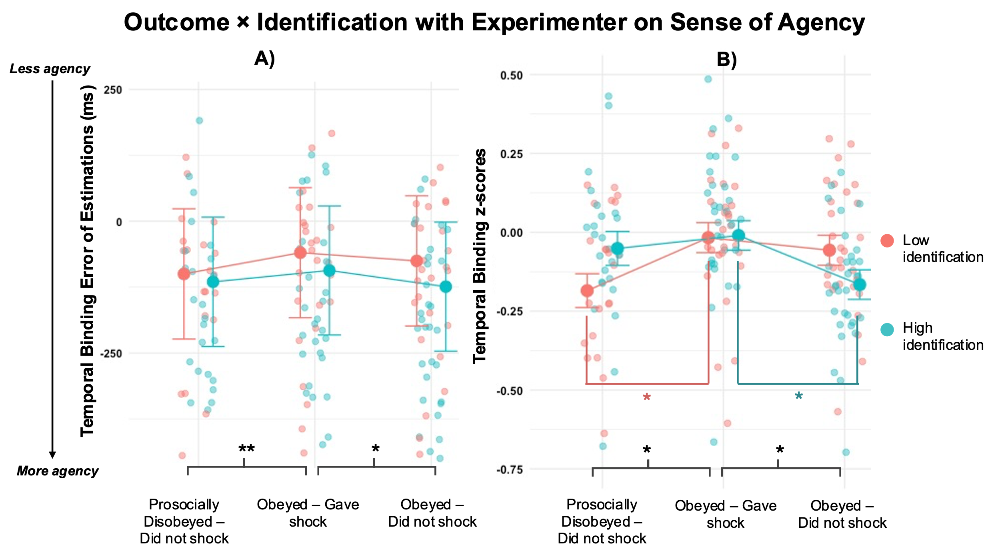 Outcome × Identification with Experimenter on Sense of Agency
A)
B)
Less agency
More agency
Temporal Binding Error of Estimations (ms)
250
0
-250
**
*
Prosocially
Disobeyed –
Did not shock
Obeyed – Gave
shock
Obeyed –
Did not shock
Temporal Binding z-scores
0.50
0.25
0.00
-0.25
-0.50
-0.75
*
*
*
*
Prosocially
Disobeyed –
Did not shock
Obeyed – Gave
shock
Obeyed –
Did not shock
Low
identification
High
identification